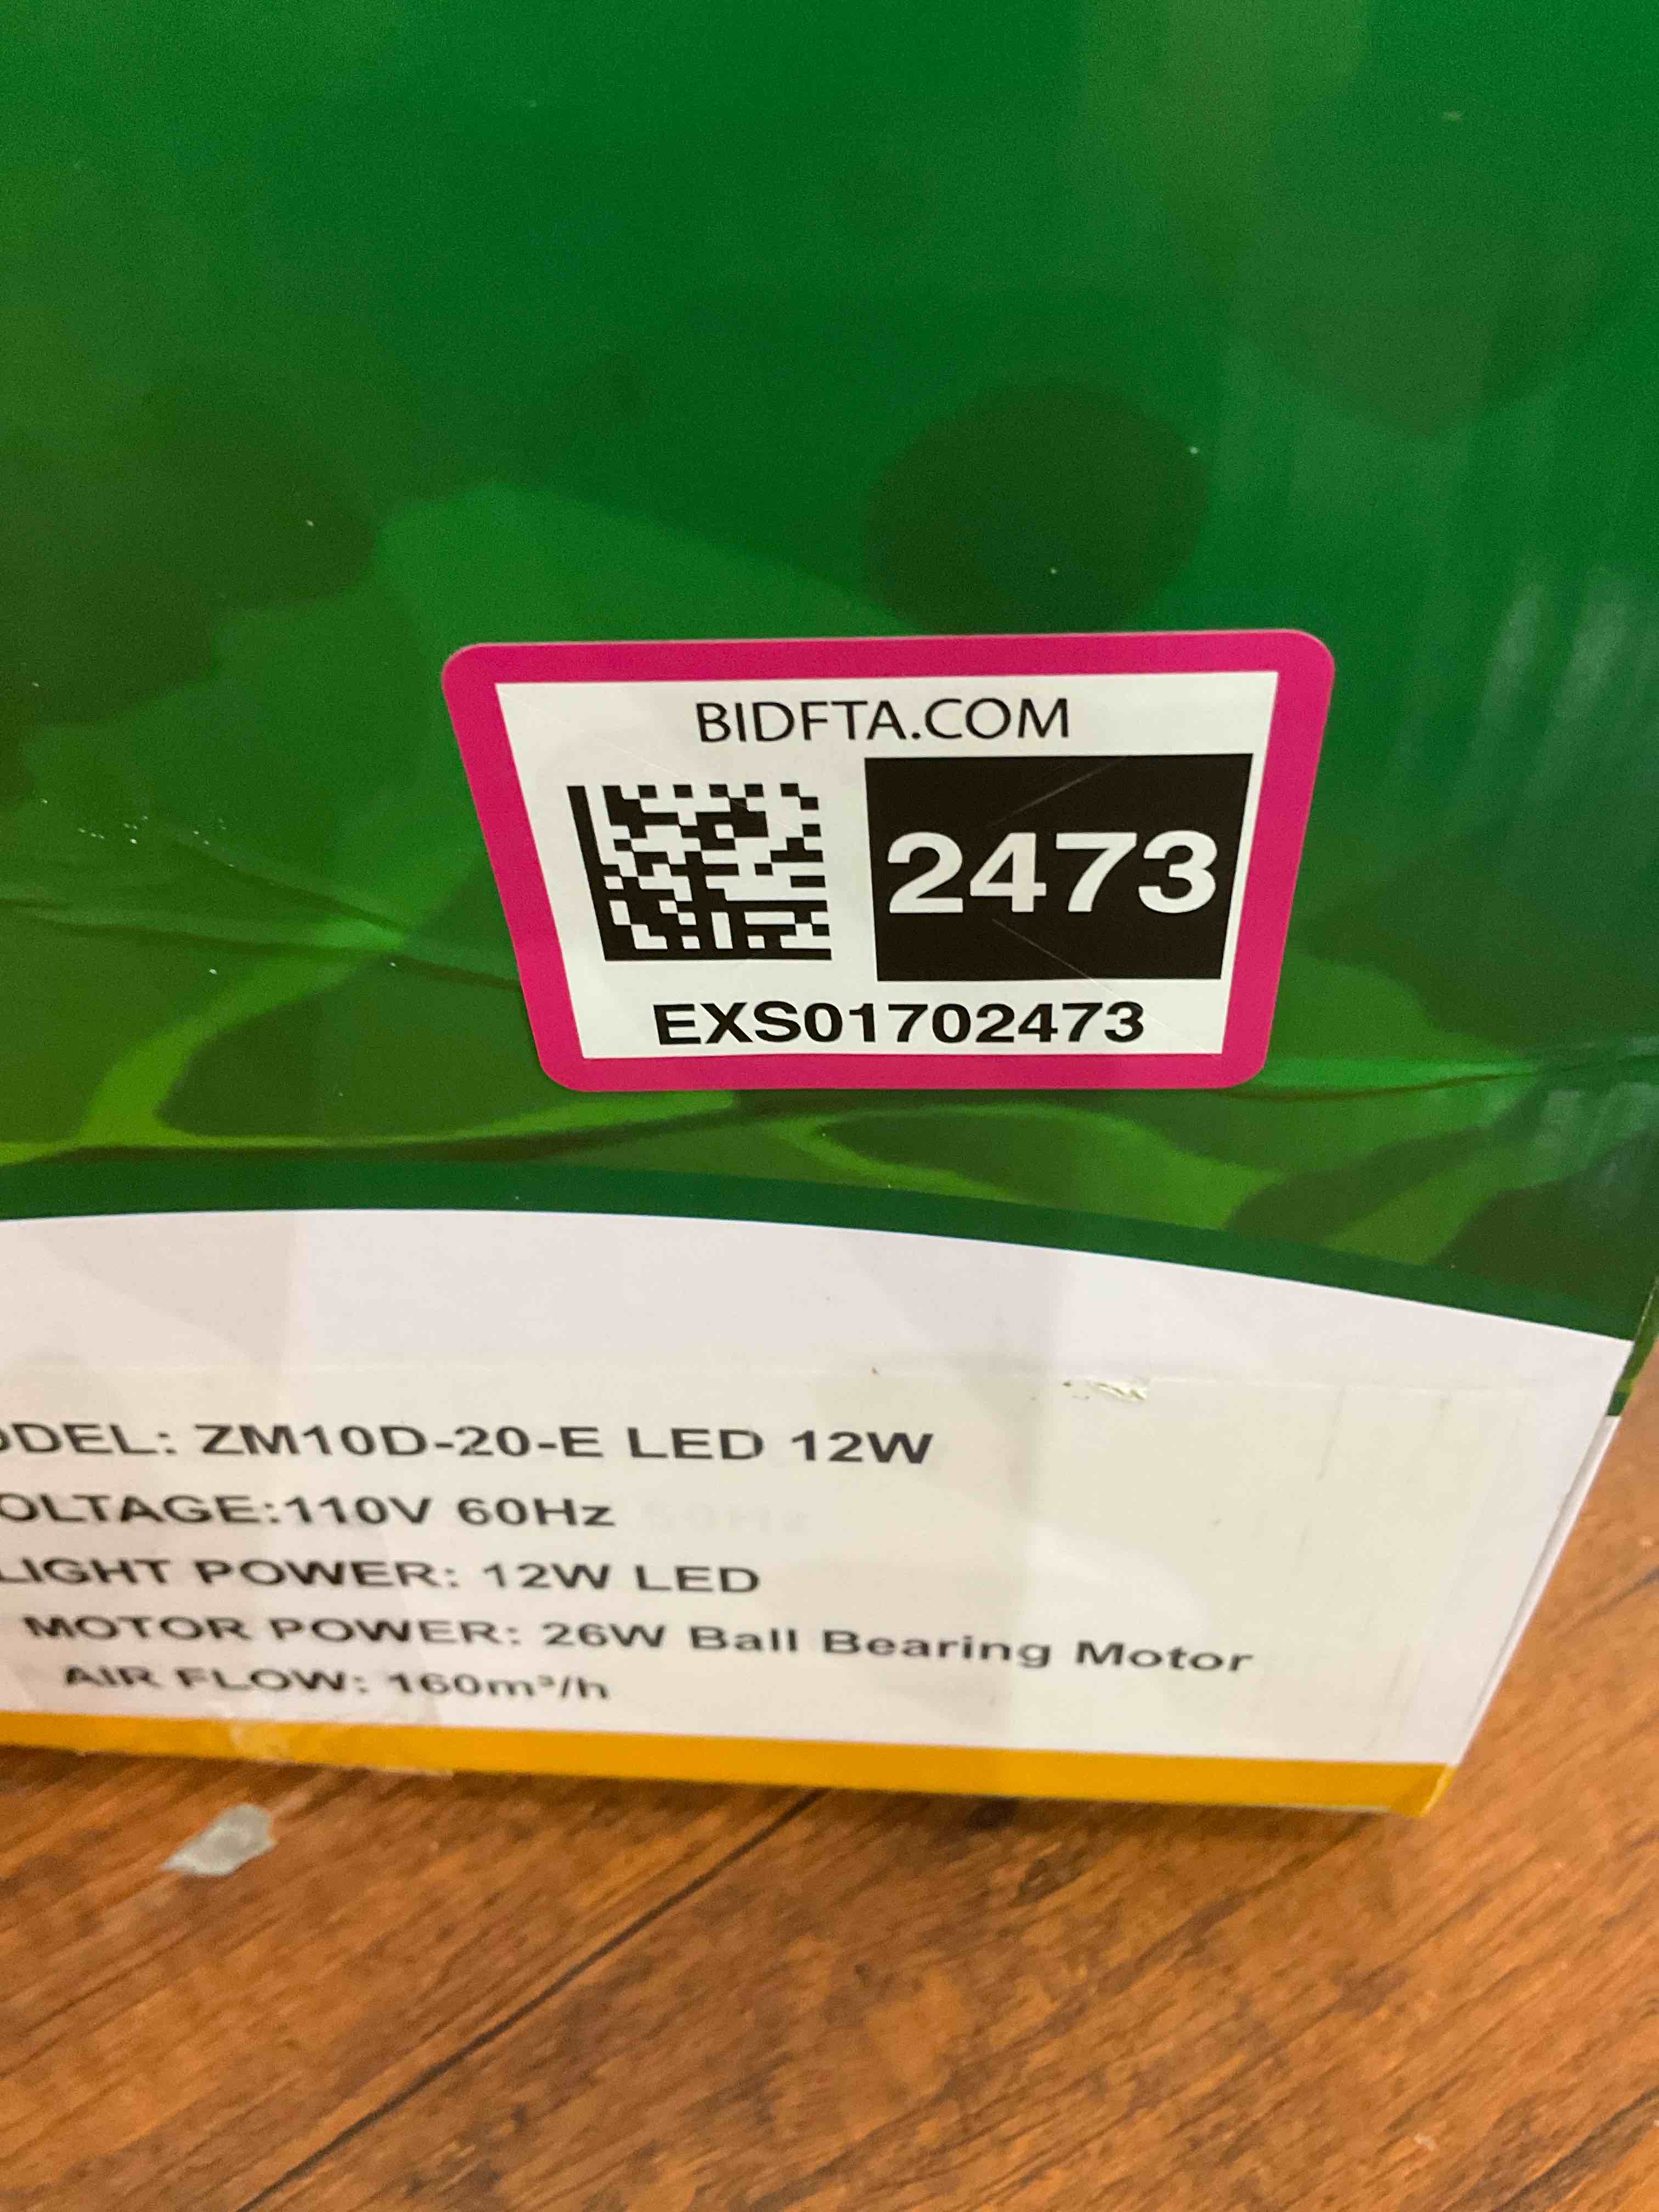 BIDFTA.COM
2473
EXS01702473
ODEL: ZM10D-20-E LED 12W
OLTAGE:110V 60Hz
LIGHT POWER: 12W LED
MOTOR POWER: 26W Ball Bearing Motor
AIR FLOW: 160m³/h